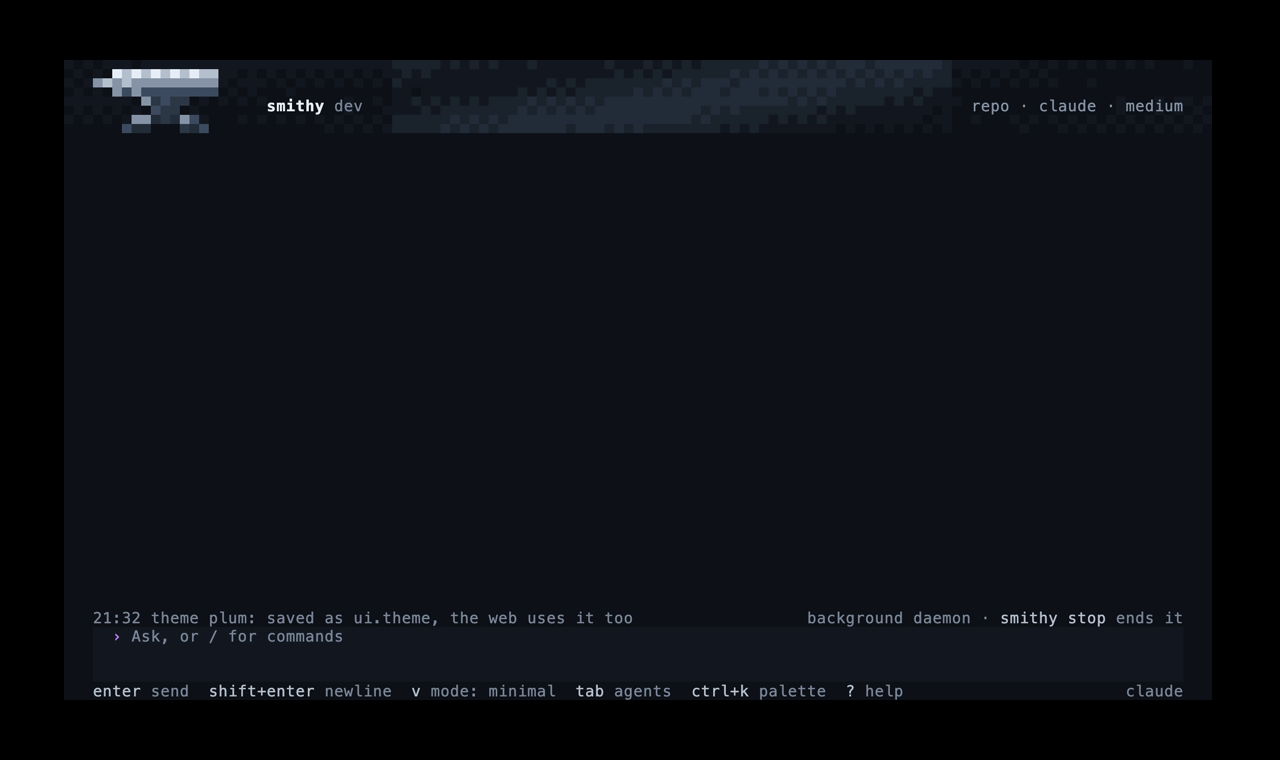 smithy dev repo · claude · medium
21:32 theme plum: saved as ui.theme, the web uses it too background daemon · smithy stop ends it
› Ask, or / for commands
enter send shift+enter newline v mode: minimal tab agents ctrl+k palette ? help claude